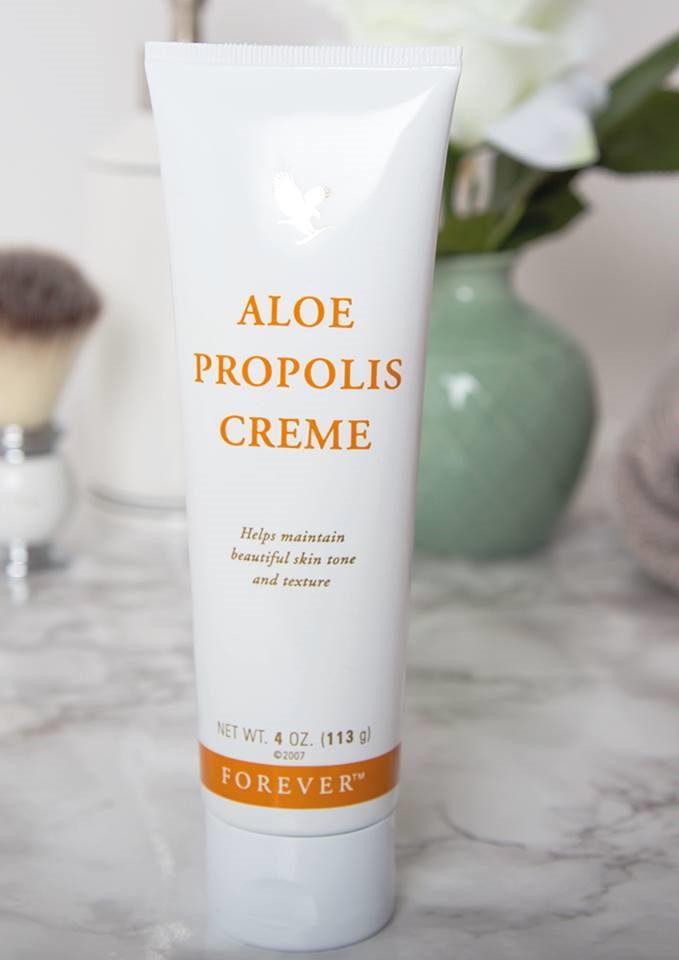 ALOE
PROPOLIS
CREME
Helps maintain
beautiful skin tone
and texture
NET WT. 4 OZ. (113 g)
©2007
FOREVER™